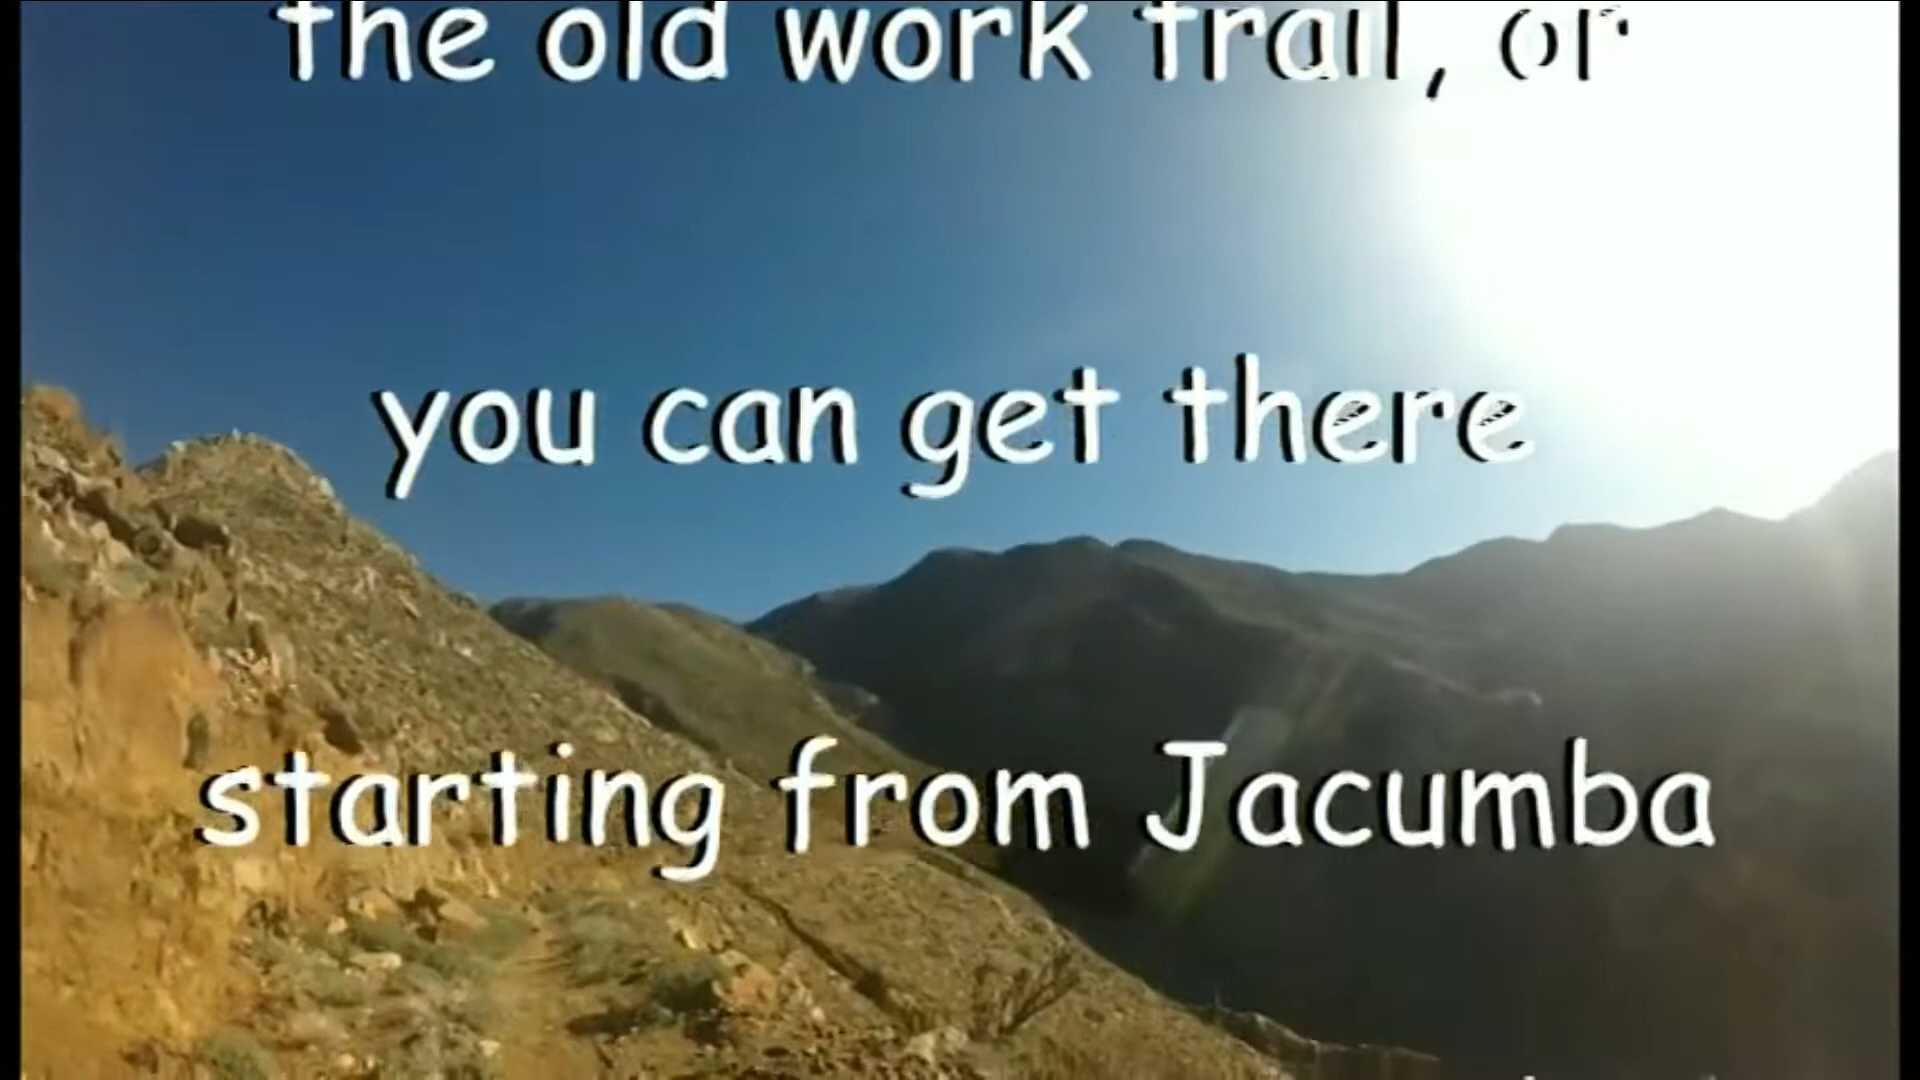 the old work trail, or
you can get there
starting from Jacumba